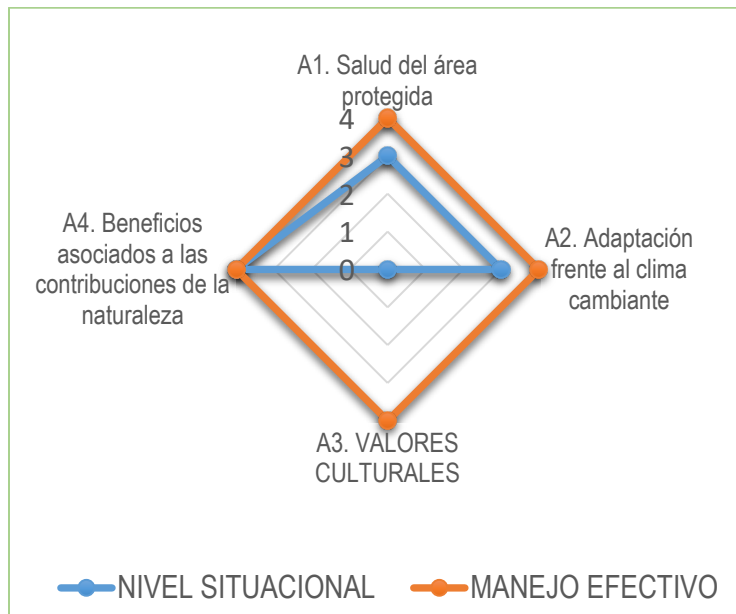 A1. Salud del área
protegida
4
3
2
1
0
A2. Adaptación
frente al clima
cambiante
A3. VALORES
CULTURALES
A4. Beneficios
asociados a las
contribuciones de la
naturaleza
NIVEL SITUACIONAL
MANEJO EFECTIVO